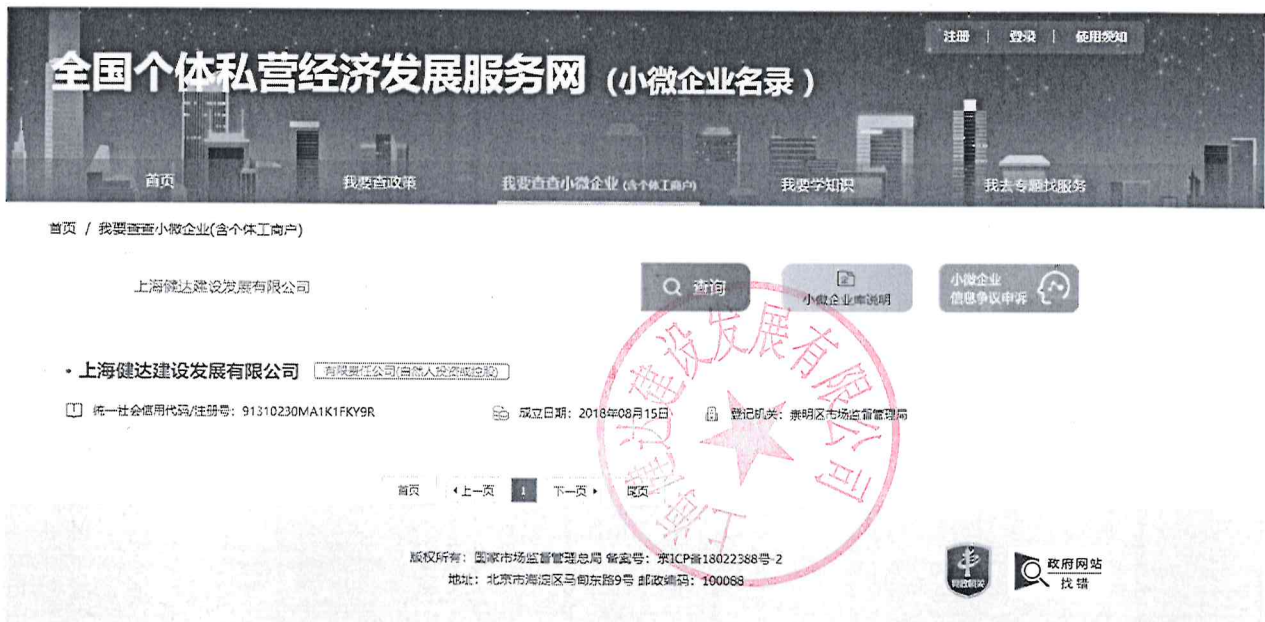 注册 | 登录 | 使用须知
全国个体私营经济发展服务网（小微企业名录）
首页 我要查政策 我要查查小微企业 (含个体工商户) 我要学知识 我去专题找服务
首页 / 我要查查小微企业(含个体工商户)
上海健达建设发展有限公司 查询 小微企业库说明 小微企业
信息争议申诉
• 上海健达建设发展有限公司 有限责任公司(自然人投资或控股)
统一社会信用代码/注册号：91310230MA1K1FKY9R 成立日期：2018年08月15日 登记机关：崇明区市场监督管理局
上海健达建设发展有限公司
首页 上一页 1 下一页 尾页
版权所有：国家市场监督管理总局 备案号：京ICP备18022388号-2
地址：北京市海淀区马甸东路9号 邮政编码：100088
党政机关
政府网站
找错